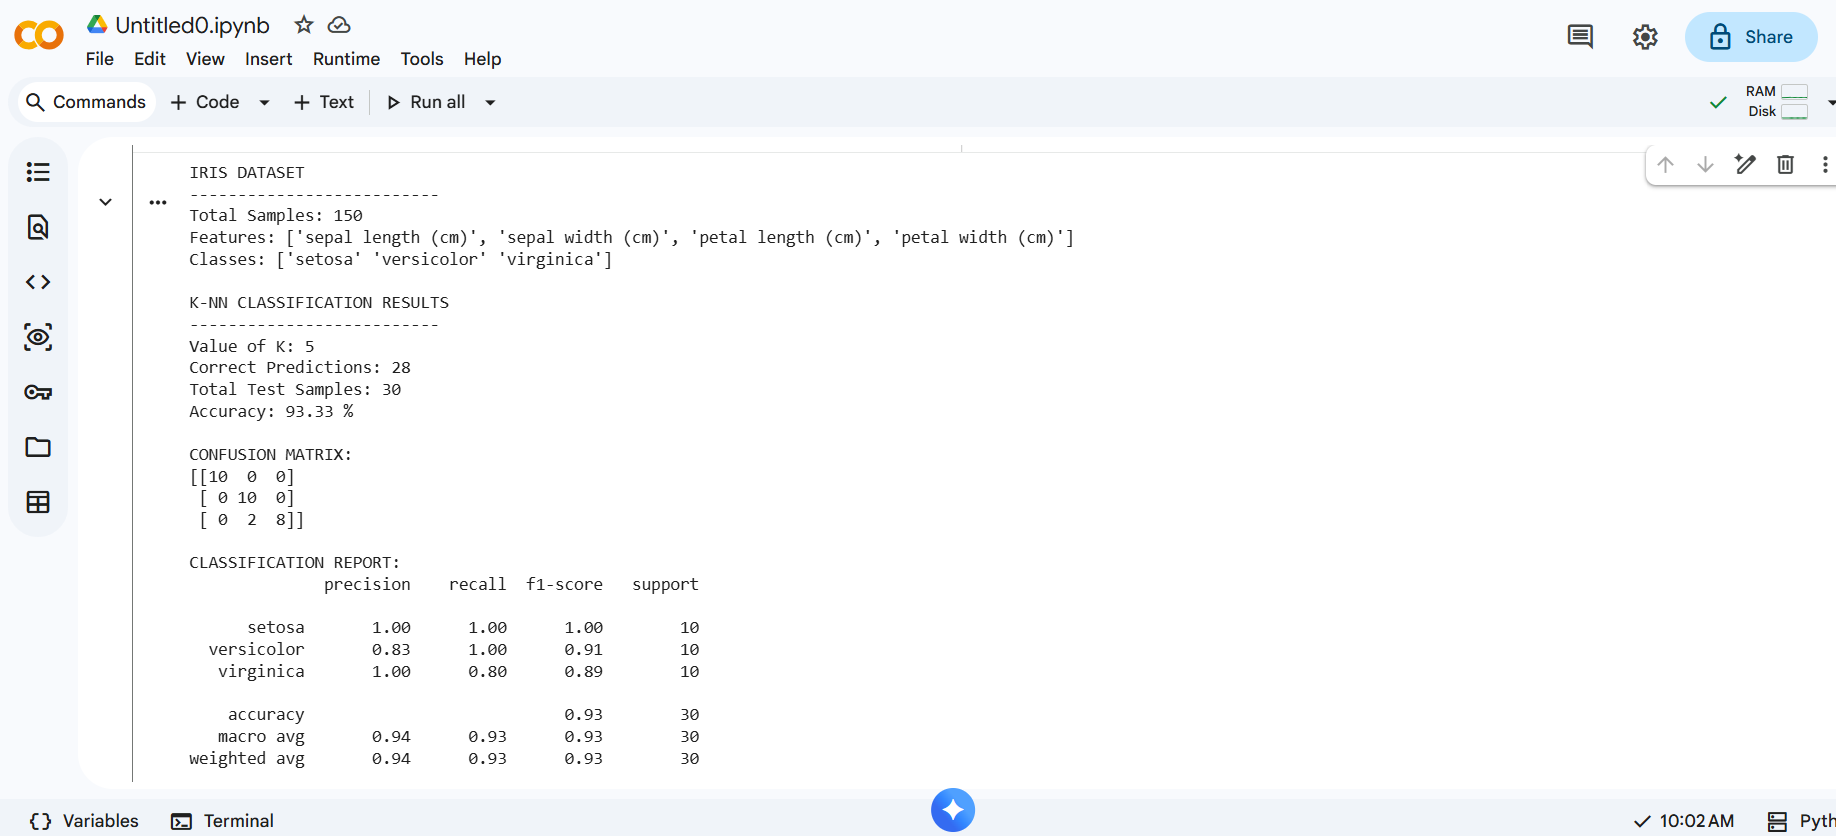 Untitled0.ipynb
File Edit View Insert Runtime Tools Help
Share
Commands + Code + Text Run all
RAM
Disk
IRIS DATASET
--------------------------
Total Samples: 150
Features: ['sepal length (cm)', 'sepal width (cm)', 'petal length (cm)', 'petal width (cm)']
Classes: ['setosa' 'versicolor' 'virginica']
K-NN CLASSIFICATION RESULTS
--------------------------
Value of K: 5
Correct Predictions: 28
Total Test Samples: 30
Accuracy: 93.33 %
CONFUSION MATRIX:
[[10  0  0]
 [ 0 10  0]
 [ 0  2  8]]
CLASSIFICATION REPORT:
              precision    recall  f1-score   support
      setosa       1.00      1.00      1.00        10
  versicolor       0.83      1.00      0.91        10
   virginica       1.00      0.80      0.89        10
    accuracy                           0.93        30
   macro avg       0.94      0.93      0.93        30
weighted avg       0.94      0.93      0.93        30
Variables Terminal 10:02 AM Pyth